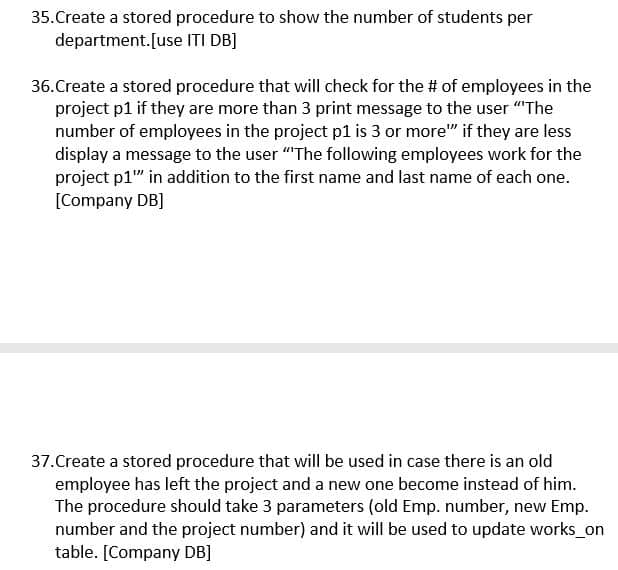 35.Create a stored procedure to show the number of students per
department.[use ITI DB]
36.Create a stored procedure that will check for the # of employees in the
project p1 if they are more than 3 print message to the user “'The
number of employees in the project p1 is 3 or more'” if they are less
display a message to the user “'The following employees work for the
project p1'” in addition to the first name and last name of each one.
[Company DB]
37.Create a stored procedure that will be used in case there is an old
employee has left the project and a new one become instead of him.
The procedure should take 3 parameters (old Emp. number, new Emp.
number and the project number) and it will be used to update works_on
table. [Company DB]